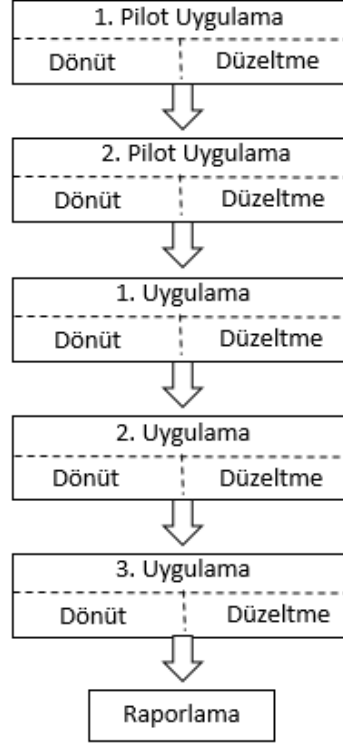 1. Pilot Uygulama
Dönüt Düzeltme
2. Pilot Uygulama
Dönüt Düzeltme
1. Uygulama
Dönüt Düzeltme
2. Uygulama
Dönüt Düzeltme
3. Uygulama
Dönüt Düzeltme
Raporlama